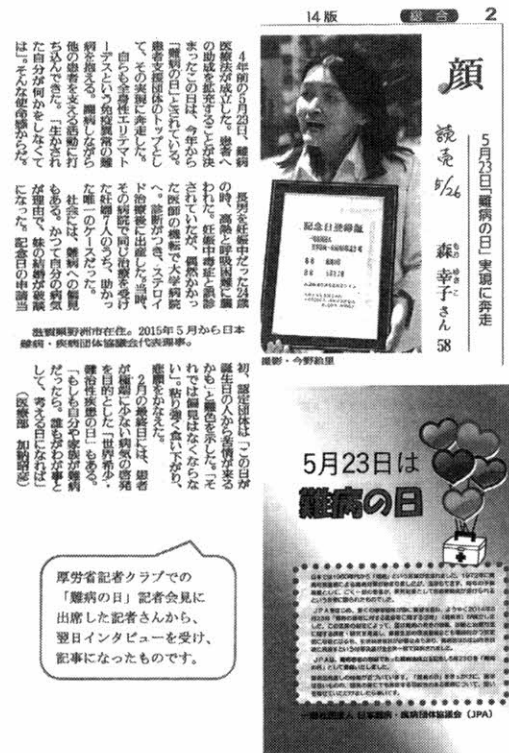 14版
総合
2
顔
読売
5/26
5月23日「難病の日」実現に奔走
森 幸子さん 58
もり ゆきこ
記念日登録証
撮影・今野絵里
4年前の5月23日、難病
医療法が成立した。患者へ
の助成を拡充することが決
まったこの日は、今年から
「難病の日」とされている。
患者支援団体のトップとし
て、その実現に奔走した。
自らも全身性エリテマト
ーデスという免疫異常の難
病を抱える。闘病しながら
他の患者を支える活動に打
ち込んできた。「生かされ
た自分が何かをしなくて
は」。そんな使命感からだ。
長男を妊娠中だった24歳
の時、高熱と呼吸困難に襲
われた。妊娠中毒症と誤診
されていたが、偶然かかっ
た医師の機転で大学病院
へ。診断がつき、ステロイ
ド治療後に出産した。当時、
その病院で同じ治療を受け
た妊婦7人のうち、助かっ
た唯一のケースだった。
社会には、難病への偏見
もある。かつて自分の病気
が理由で、妹の結婚が破談
になった。記念日の申請当
滋賀県野洲市在住。2015年5月から日本
難病・疾病団体協議会代表理事。
初、認定団体は「この日が
誕生日の人から苦情が来る
かも」と難色を示した。「そ
れでは偏見はなくならな
い」。粘り強く食い下がり、
悲願をかなえた。
2月の最終日には、患者
が極端に少ない病気の啓発
を目的とした「世界希少・
難治性疾患の日」もある。
「もしも自分や家族が難病
だったら。誰もがわが事と
して、考える日になれば」
(医療部 加納昭彦)
厚労省記者クラブでの
「難病の日」記者会見に
出席した記者さんから、
翌日インタビューを受け、
記事になったものです。
5月23日は
難病の日
一般社団法人 日本難病・疾病団体協議会(JPA)